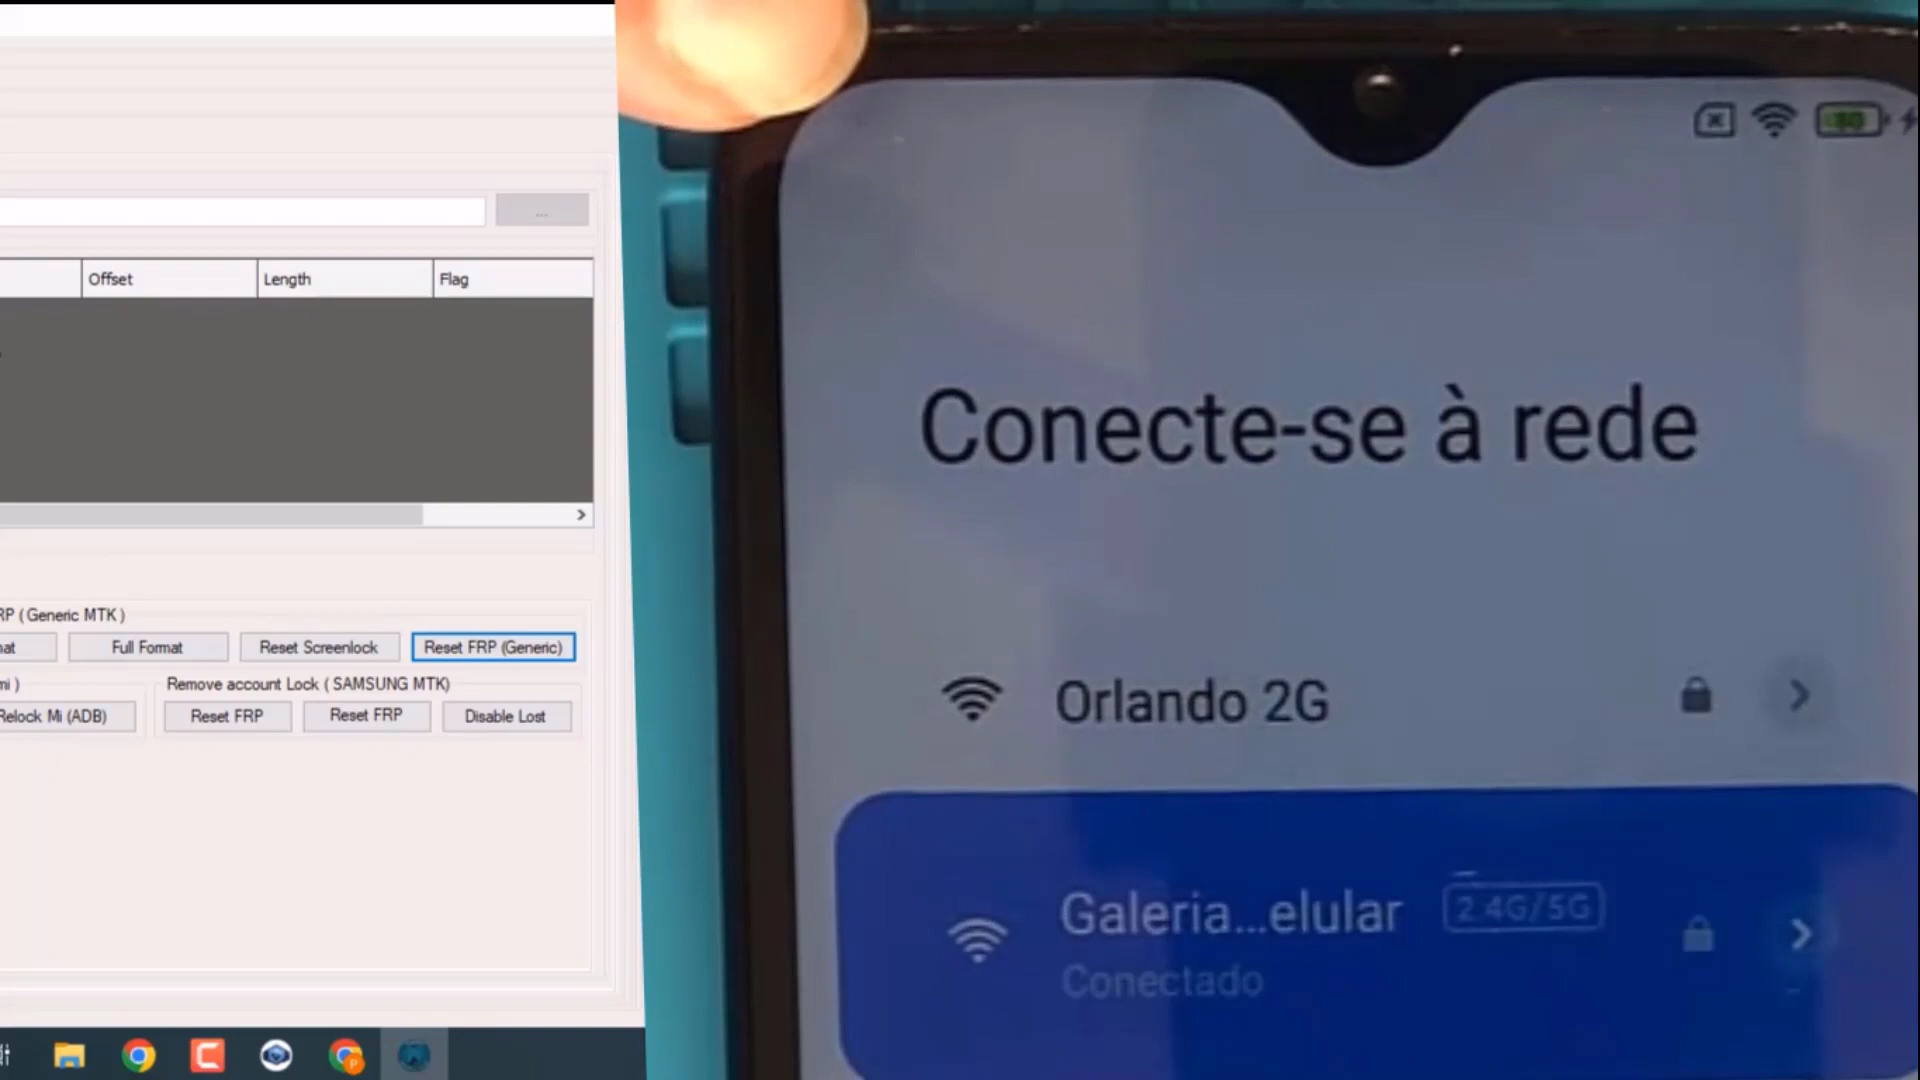 ...
Offset Length Flag
RP ( Generic MTK )
nat Full Format Reset Screenlock Reset FRP (Generic)
mi ) Remove account Lock ( SAMSUNG MTK)
Relock Mi (ADB) Reset FRP Reset FRP Disable Lost
Conecte-se à rede
Orlando 2G
Galeria...elular 2.4G/5G
Conectado